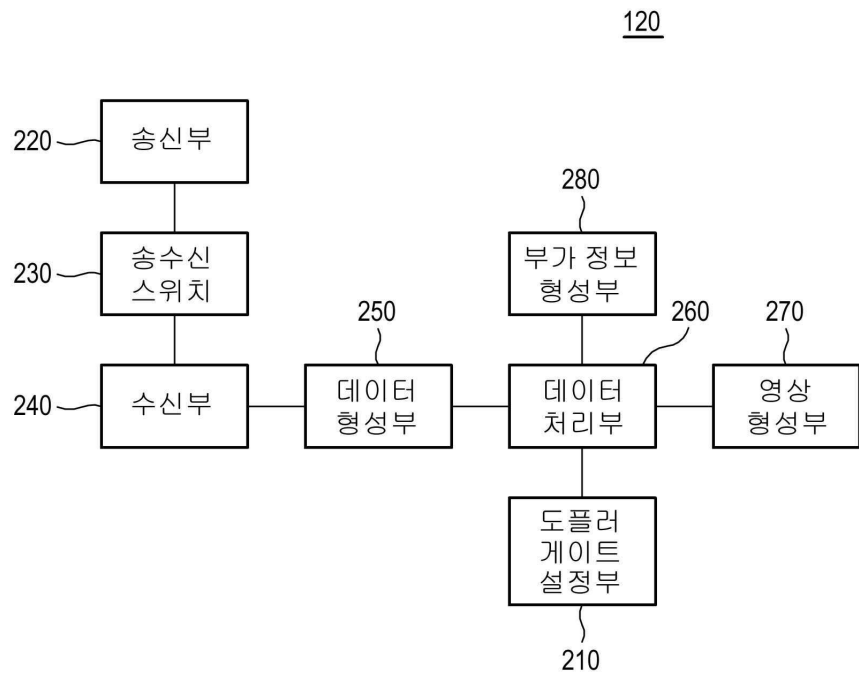 120
220
송신부
280
230
송수신
스위치
부가 정보
형성부
250
260
270
240
수신부
데이터
형성부
데이터
처리부
영상
형성부
도플러
게이트
설정부
210